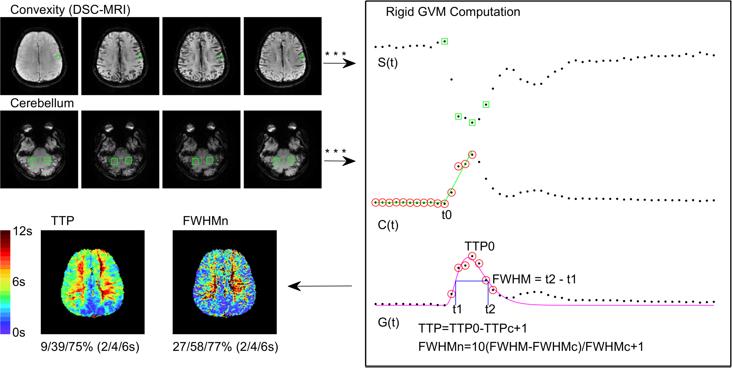 Convexity (DSC-MRI)
***
Cerebellum
***
Rigid GVM Computation
S(t)
t0
C(t)
TTP0
FWHM = t2 - t1
t1
t2
G(t)
TTP=TTP0-TTPc+1
FWHMn=10(FWHM-FWHMc)/FWHMc+1
TTP
FWHMn
12s
6s
0s
9/39/75% (2/4/6s)
27/58/77% (2/4/6s)